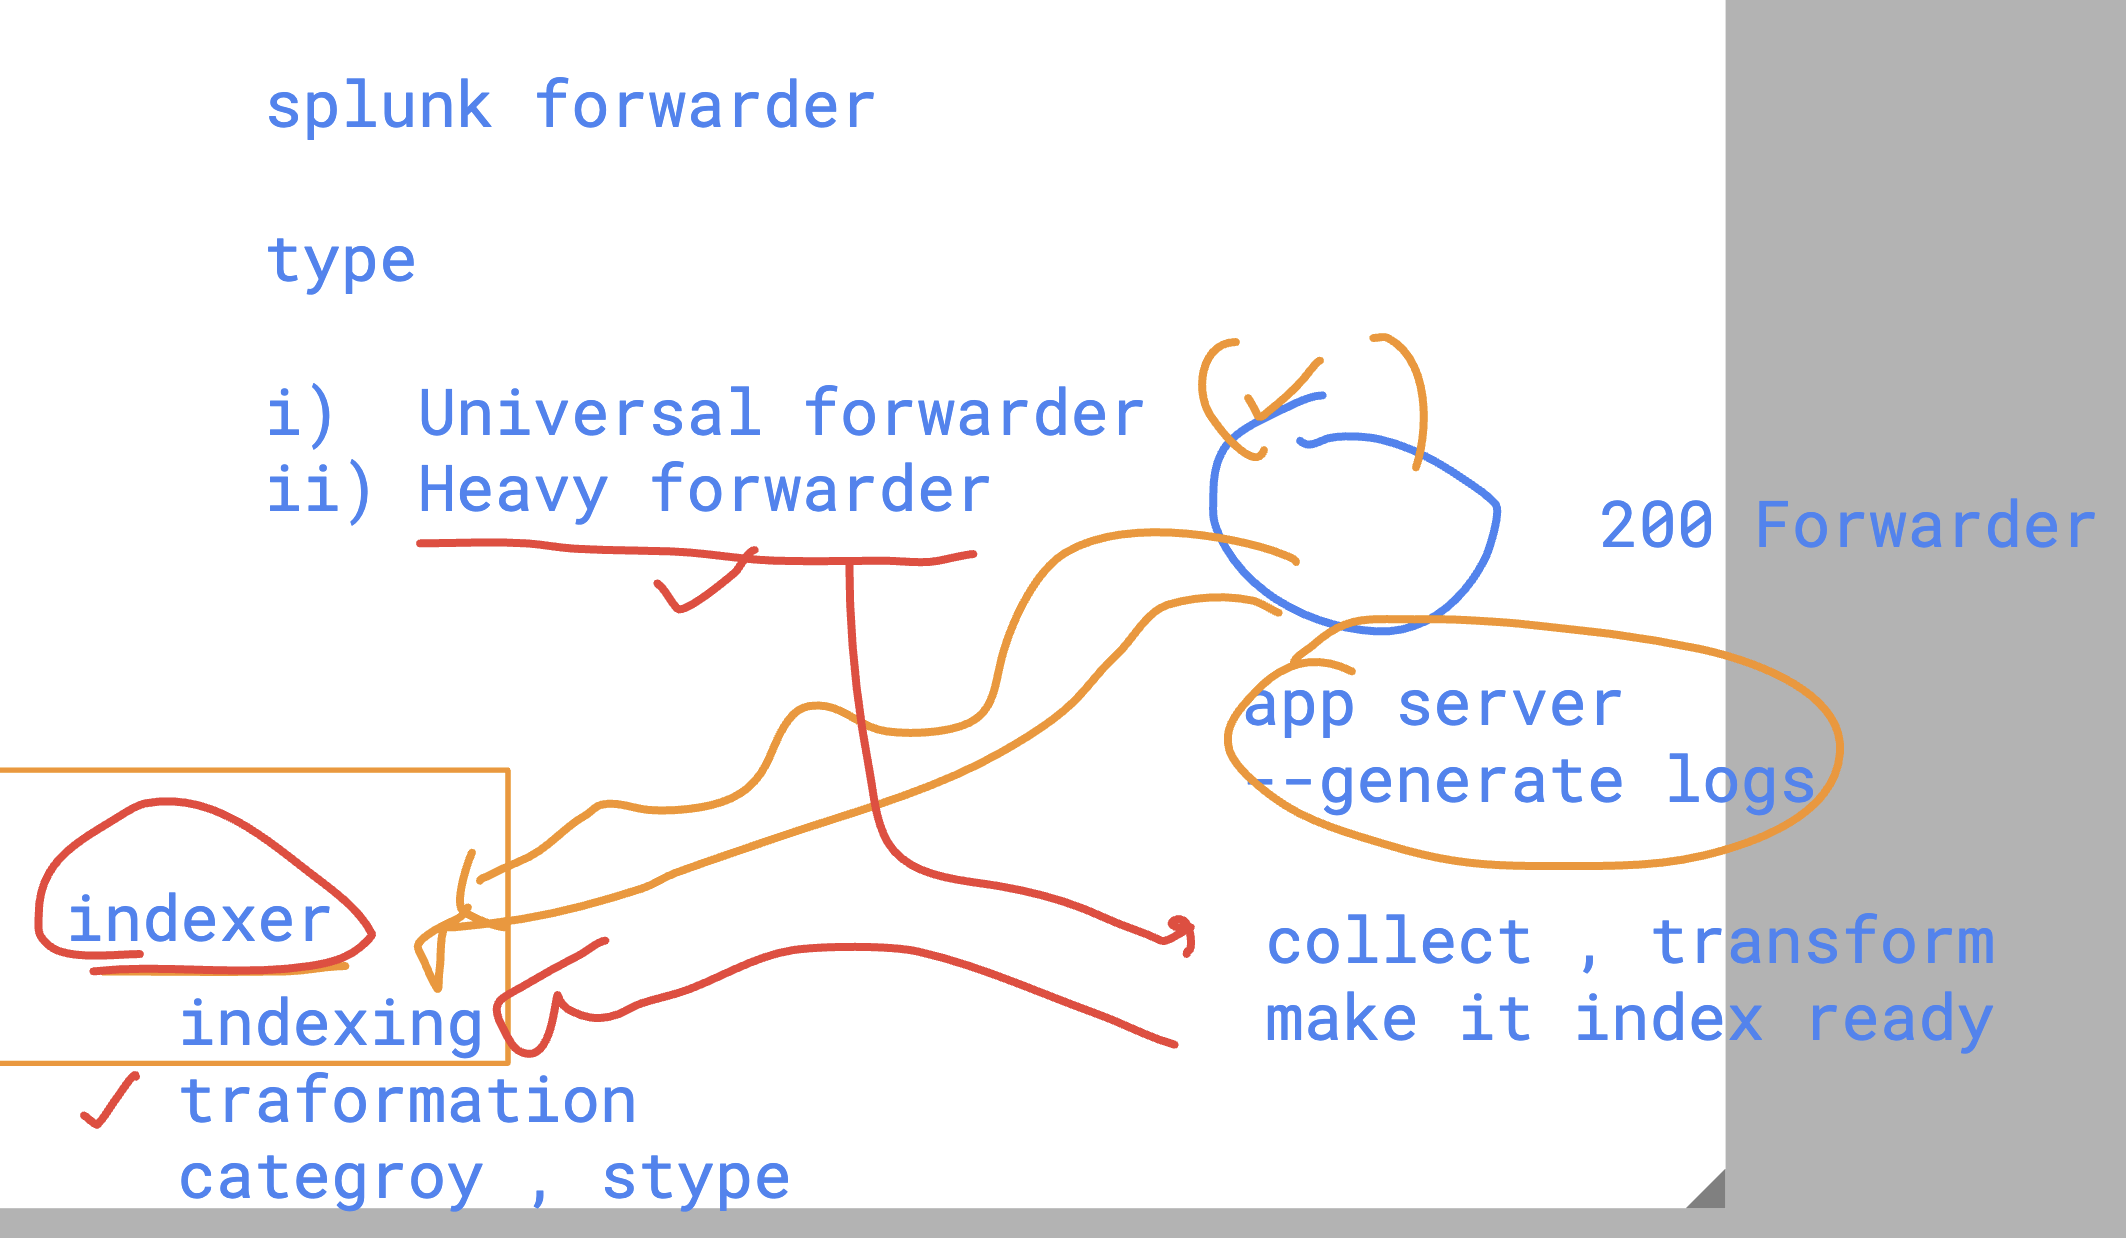 splunk forwarder
type
i)  Universal forwarder
ii) Heavy forwarder
200 Forwarder
app server
--generate logs
indexer
collect , transform
indexing
make it index ready
traformation
categroy , stype